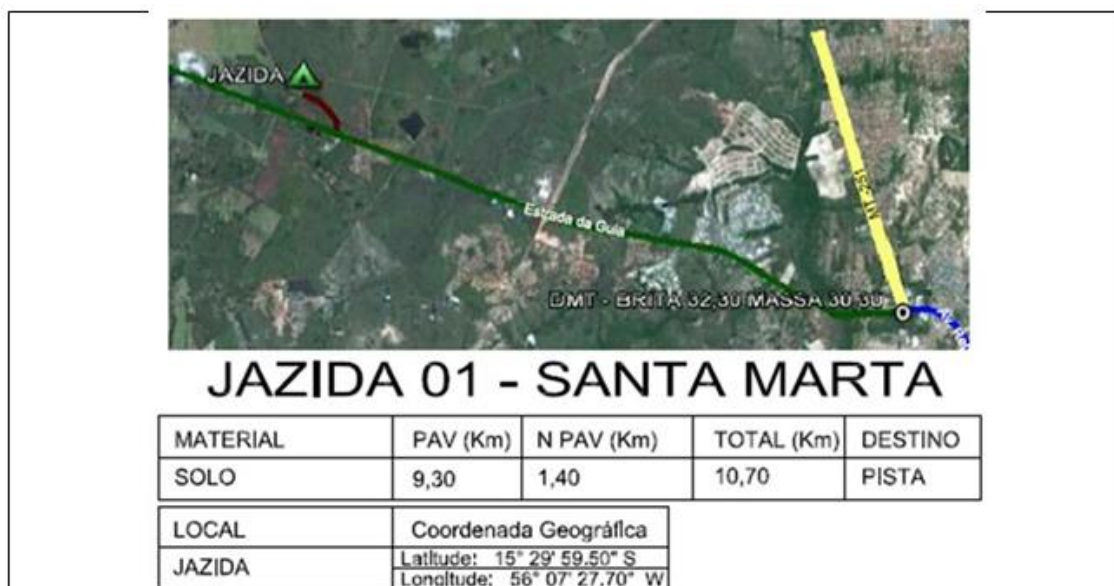 JAZIDA
Estrada da Guia
MT-251
DMT - BRITA 32,30 MASSA 30,30
JAZIDA 01 - SANTA MARTA
MATERIAL PAV (Km) N PAV (Km) TOTAL (Km) DESTINO
SOLO 9,30 1,40 10,70 PISTA
LOCAL Coordenada Geográfica
JAZIDA Latitude: 15° 29' 59.50" S
Longitude: 56° 07' 27.70" W